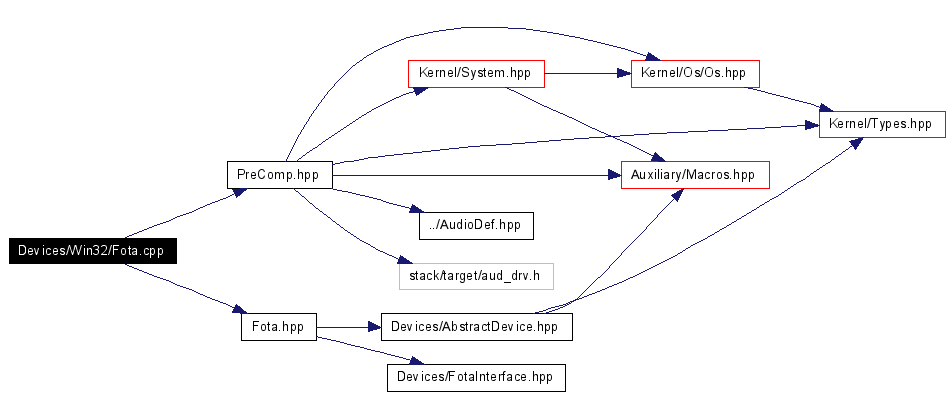 Kernel/System.hpp
Kernel/Os/Os.hpp
Kernel/Types.hpp
PreComp.hpp
Auxiliary/Macros.hpp
../AudioDef.hpp
Devices/Win32/Fota.cpp
stack/target/aud_drv.h
Fota.hpp
Devices/AbstractDevice.hpp
Devices/FotaInterface.hpp